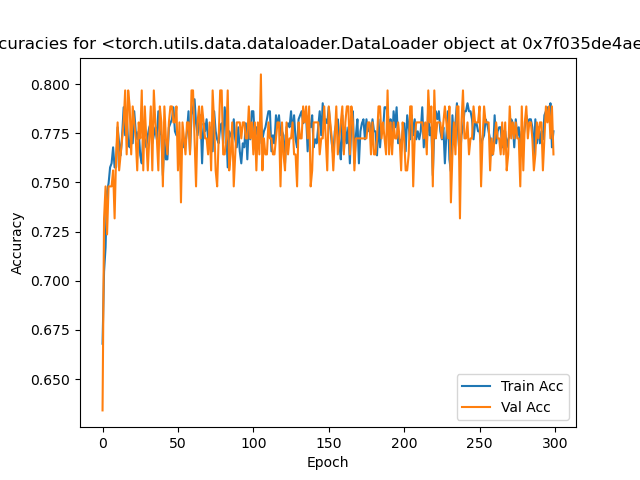 curacies for <torch.utils.data.dataloader.DataLoader object at 0x7f035de4ae
0.800
0.775
0.750
0.725
0.700
0.675
0.650
Accuracy
Train Acc
Val Acc
0 50 100 150 200 250 300
Epoch